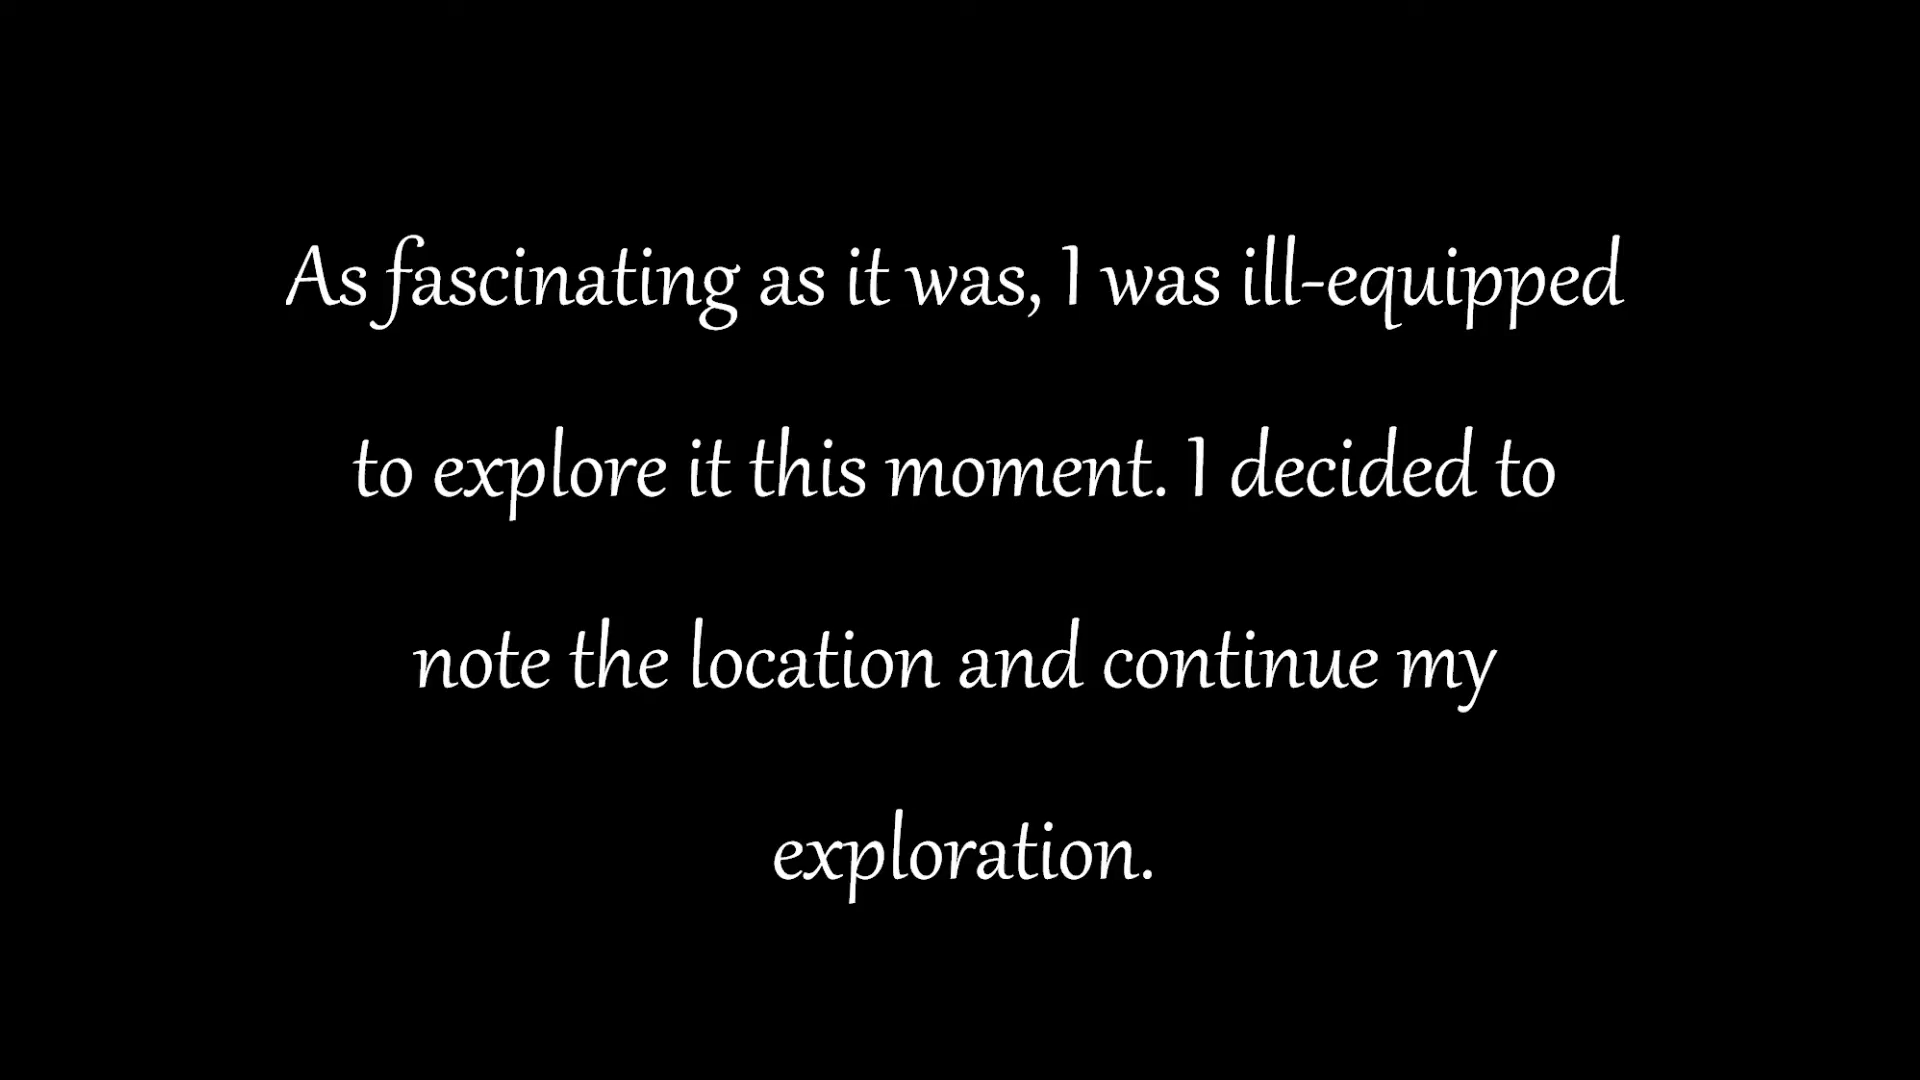 As fascinating as it was, I was ill-equipped
to explore it this moment. I decided to
note the location and continue my
exploration.